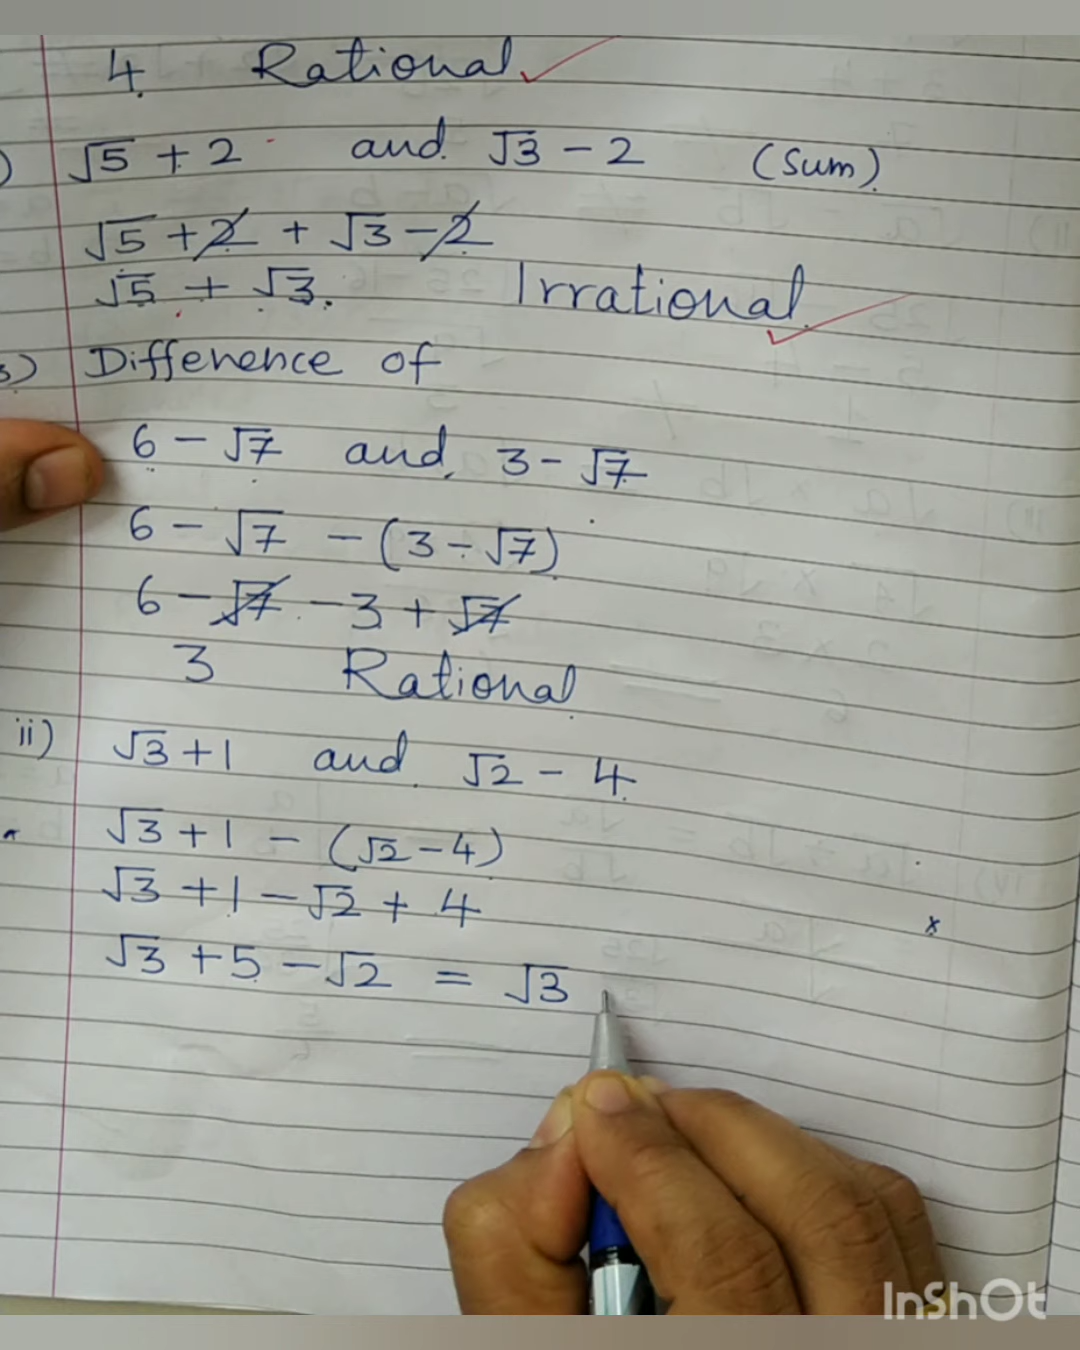 4. Rational ✓
) √5 + 2 and √3 - 2 (Sum)
√5 + 2 + √3 - 2
√5 + √3. Irrational ✓
3) Difference of
6 - √7 and 3 - √7
6 - √7 - (3 - √7)
6 - √7 - 3 + √7
3 Rational
ii) √3 + 1 and √2 - 4
√3 + 1 - (√2 - 4)
√3 + 1 - √2 + 4
√3 + 5 - √2 = √3
InShOt